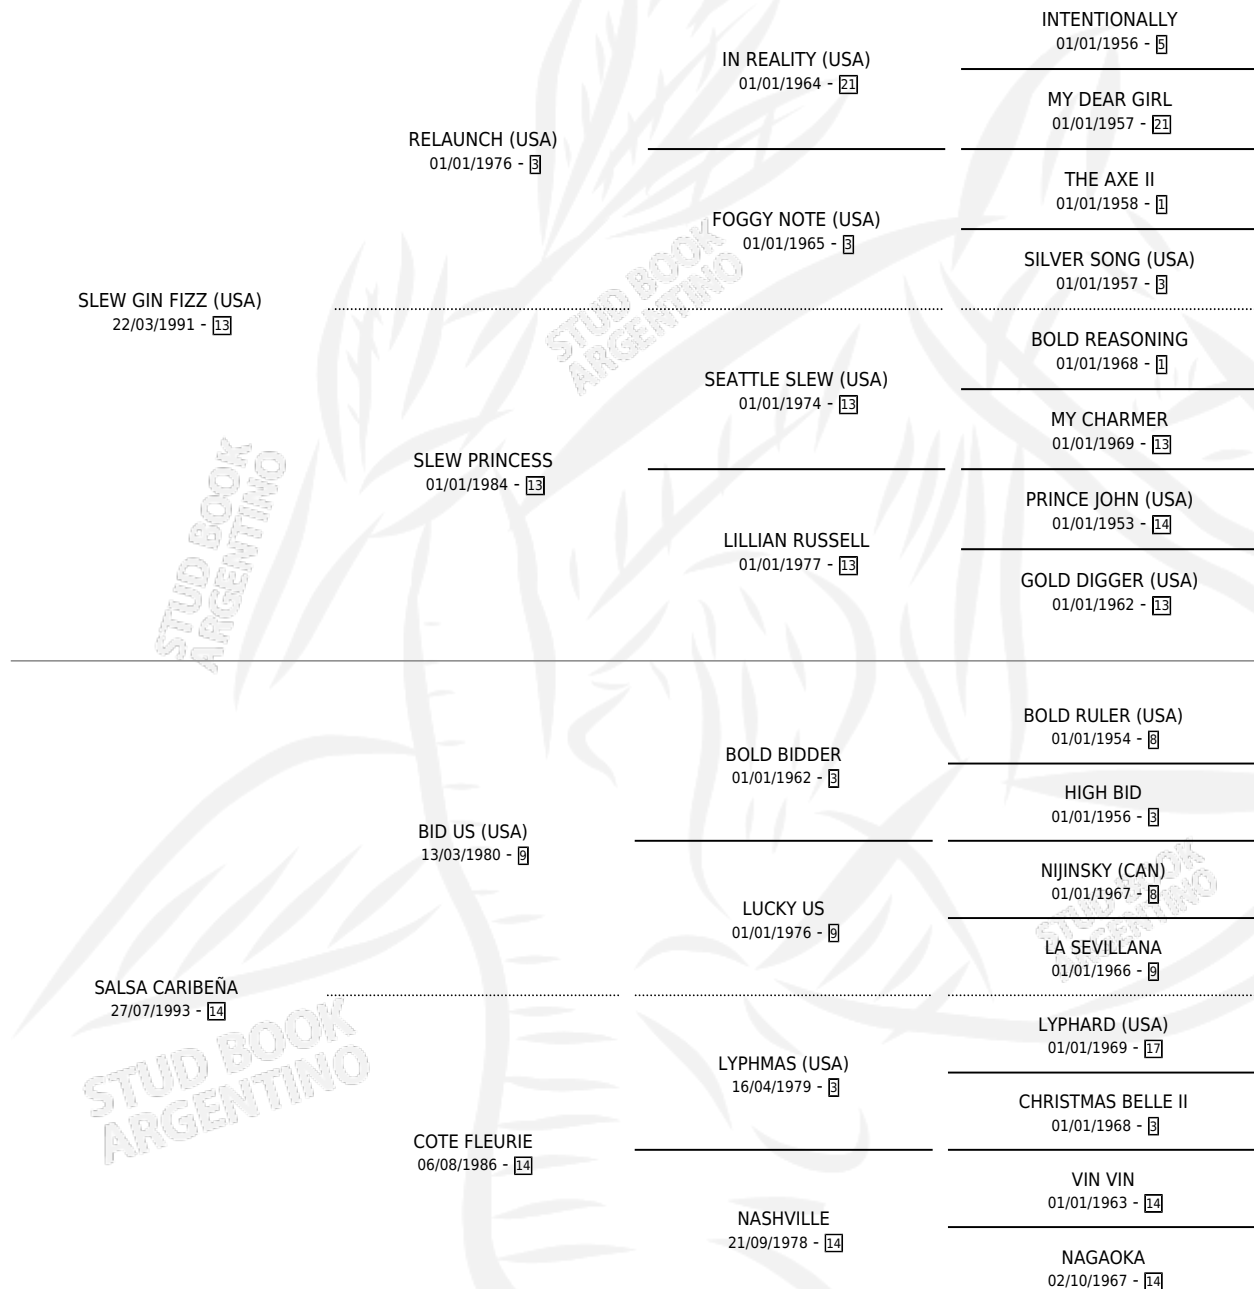 INTENTIONALLY
01/01/1956 - 5
IN REALITY (USA)
01/01/1964 - 21
MY DEAR GIRL
01/01/1957 - 21
RELAUNCH (USA)
01/01/1976 - 3
THE AXE II
01/01/1958 - 1
FOGGY NOTE (USA)
01/01/1965 - 3
SILVER SONG (USA)
01/01/1957 - 3
SLEW GIN FIZZ (USA)
22/03/1991 - 13
BOLD REASONING
01/01/1968 - 1
SEATTLE SLEW (USA)
01/01/1974 - 13
MY CHARMER
01/01/1969 - 13
SLEW PRINCESS
01/01/1984 - 13
PRINCE JOHN (USA)
01/01/1953 - 14
LILLIAN RUSSELL
01/01/1977 - 13
GOLD DIGGER (USA)
01/01/1962 - 13
BOLD RULER (USA)
01/01/1954 - 8
BOLD BIDDER
01/01/1962 - 3
HIGH BID
01/01/1956 - 3
BID US (USA)
13/03/1980 - 9
NIJINSKY (CAN)
01/01/1967 - 8
LUCKY US
01/01/1976 - 9
LA SEVILLANA
01/01/1966 - 9
SALSA CARIBEÑA
27/07/1993 - 14
LYPHARD (USA)
01/01/1969 - 17
LYPHMAS (USA)
16/04/1979 - 3
CHRISTMAS BELLE II
01/01/1968 - 3
COTE FLEURIE
06/08/1986 - 14
VIN VIN
01/01/1963 - 14
NASHVILLE
21/09/1978 - 14
NAGAOKA
02/10/1967 - 14
STUD BOOK
ARGENTINO
STUD BOOK
ARGENTINO
STUD BOOK
ARGENTINO
STUD BOOK
ARGENTINO